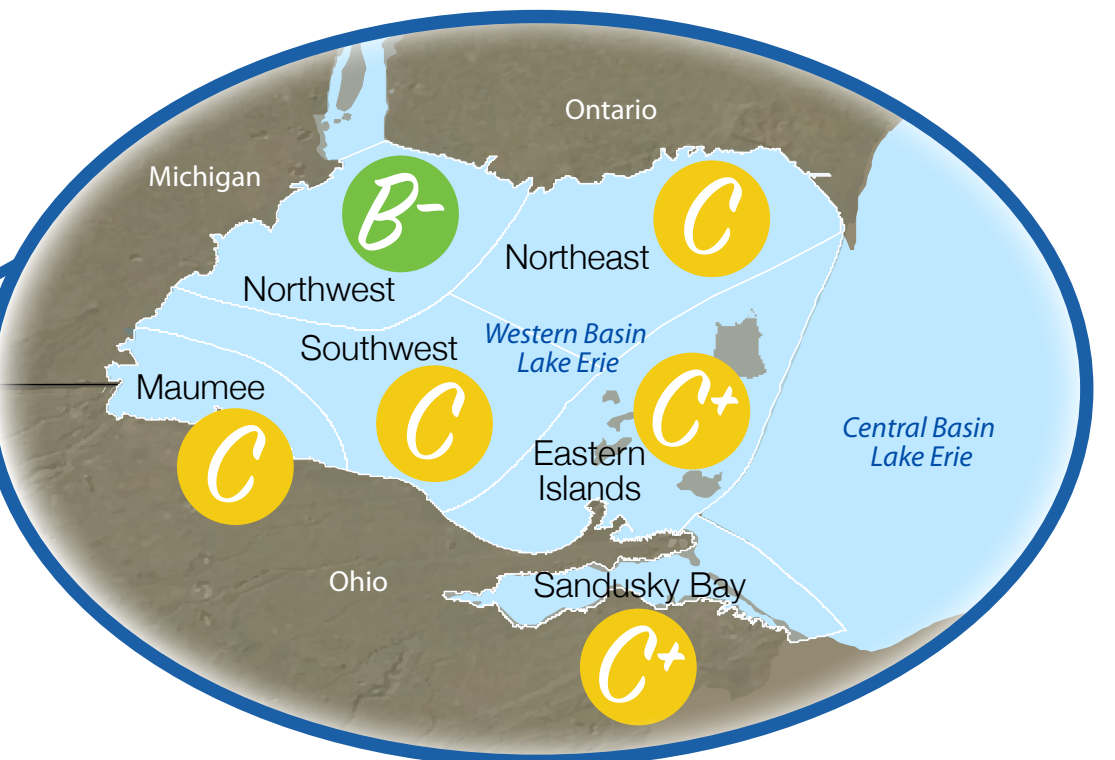 Ontario
Michigan
B-
C
Northeast
Northwest
Western Basin
Lake Erie
Southwest
Maumee
C
C
C+
Central Basin
Lake Erie
Eastern
Islands
Ohio
Sandusky Bay
C+